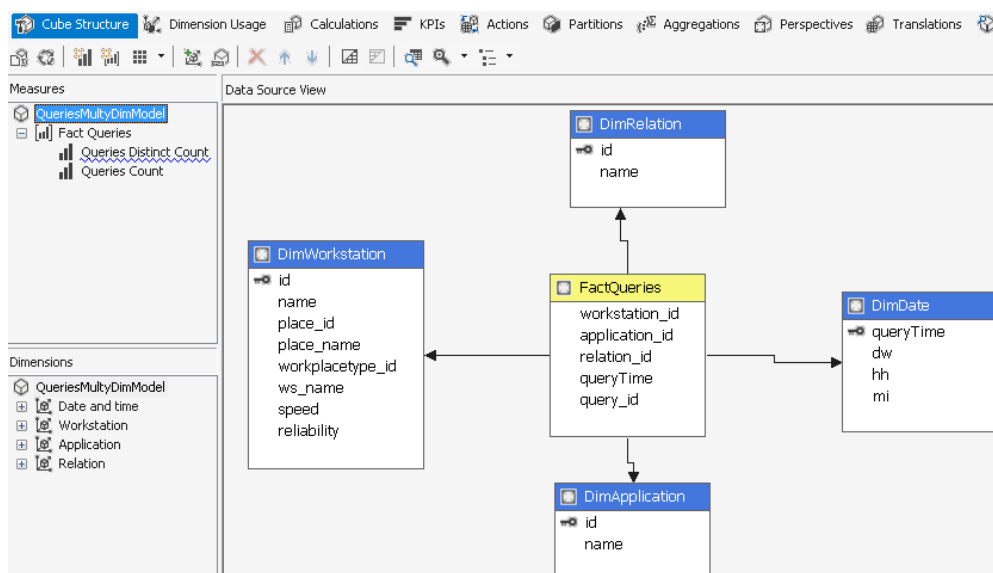 Cube Structure Dimension Usage Calculations KPIs Actions Partitions Aggregations Perspectives Translations
Measures
QueriesMultyDimModel
Fact Queries
Queries Distinct Count
Queries Count
Dimensions
QueriesMultyDimModel
Date and time
Workstation
Application
Relation
Data Source View
DimRelation
id
name
DimWorkstation
id
name
place_id
place_name
workplacetype_id
ws_name
speed
reliability
FactQueries
workstation_id
application_id
relation_id
queryTime
query_id
DimDate
queryTime
dw
hh
mi
DimApplication
id
name